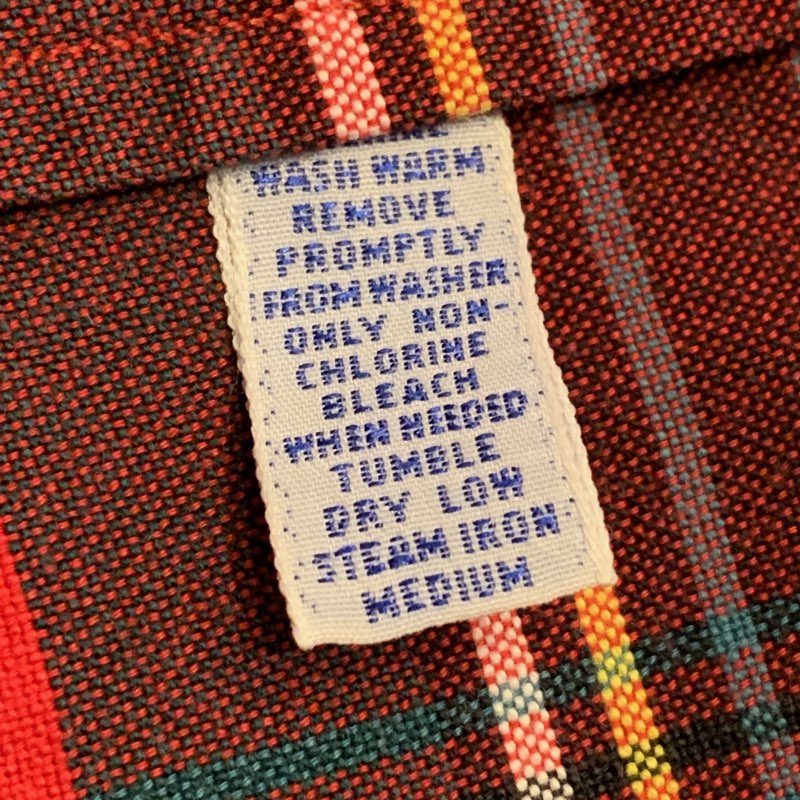 WASH WARM
REMOVE
PROMPTLY
FROM WASHER
ONLY NON-
CHLORINE
BLEACH
WHEN NEEDED
TUMBLE
DRY LOW
STEAM IRON
MEDIUM